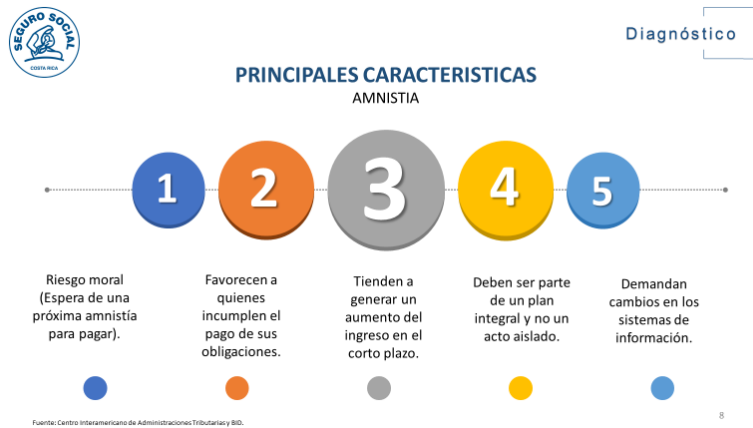 SEGURO SOCIAL
COSTA RICA
Diagnóstico
PRINCIPALES CARACTERISTICAS
AMNISTIA
1
2
3
4
5
Riesgo moral
(Espera de una
próxima amnistía
para pagar).
Favorecen a
quienes
incumplen el
pago de sus
obligaciones.
Tienden a
generar un
aumento del
ingreso en el
corto plazo.
Deben ser parte
de un plan
integral y no un
acto aislado.
Demandan
cambios en los
sistemas de
información.
Fuente: Centro Interamericano de Administraciones Tributarias y BID.
8